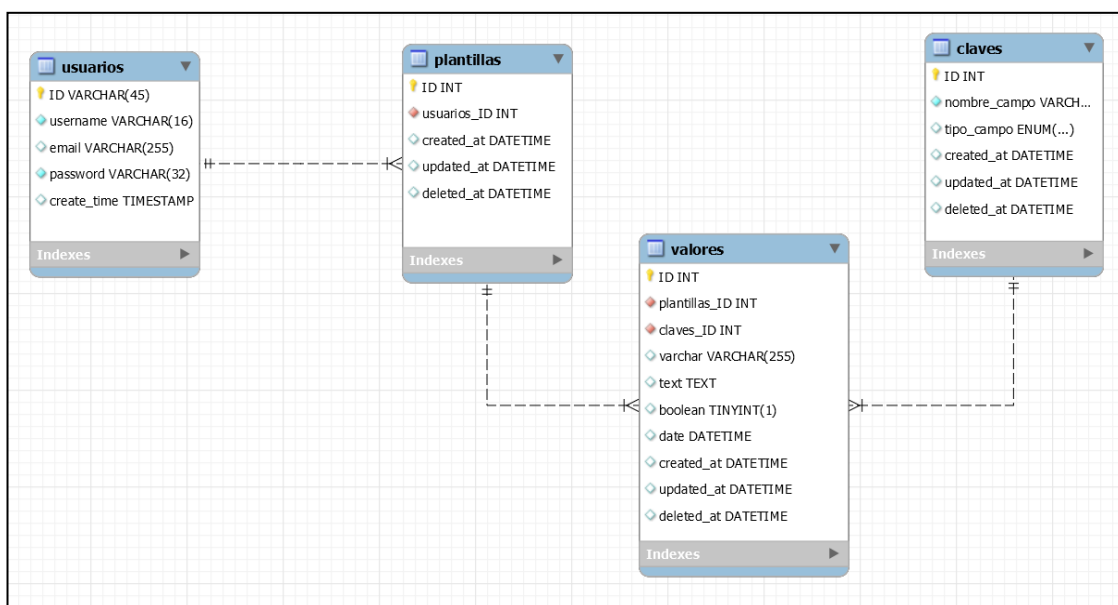 usuarios
ID VARCHAR(45)
username VARCHAR(16)
email VARCHAR(255)
password VARCHAR(32)
create_time TIMESTAMP
Indexes
plantillas
ID INT
usuarios_ID INT
created_at DATETIME
updated_at DATETIME
deleted_at DATETIME
Indexes
claves
ID INT
nombre_campo VARCH...
tipo_campo ENUM(...)
created_at DATETIME
updated_at DATETIME
deleted_at DATETIME
Indexes
valores
ID INT
plantillas_ID INT
claves_ID INT
varchar VARCHAR(255)
text TEXT
boolean TINYINT(1)
date DATETIME
created_at DATETIME
updated_at DATETIME
deleted_at DATETIME
Indexes